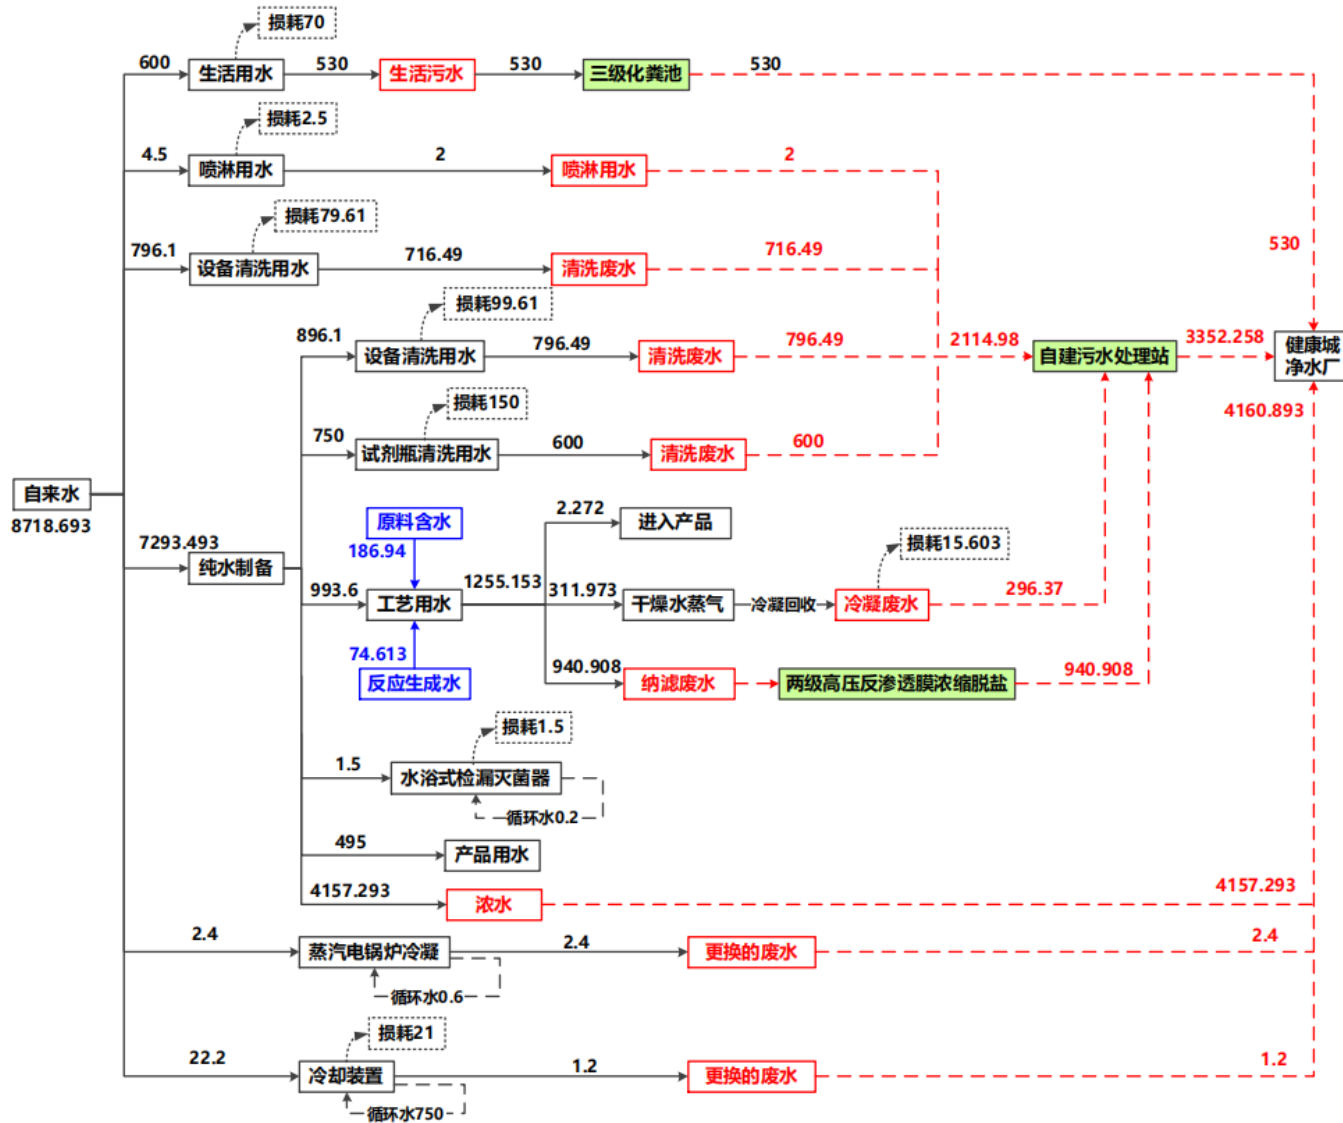 损耗70
600
生活用水
530
生活污水
530
三级化粪池
530
损耗2.5
4.5
喷淋用水
2
喷淋用水
2
损耗79.61
796.1
设备清洗用水
716.49
清洗废水
716.49
530
损耗99.61
896.1
设备清洗用水
796.49
清洗废水
796.49
2114.98
自建污水处理站
3352.258
健康城
净水厂
4160.893
损耗150
750
试剂瓶清洗用水
600
清洗废水
600
自来水
8718.693
原料含水
186.94
2.272
进入产品
7293.493
纯水制备
993.6
工艺用水
1255.153
311.973
干燥水蒸气
冷凝回收
损耗15.603
冷凝废水
296.37
74.613
反应生成水
940.908
纳滤废水
两级高压反渗透膜浓缩脱盐
940.908
损耗1.5
1.5
水浴式检漏灭菌器
循环水0.2
495
产品用水
4157.293
浓水
4157.293
2.4
蒸汽电锅炉冷凝
2.4
更换的废水
2.4
循环水0.6
损耗21
22.2
冷却装置
1.2
更换的废水
1.2
循环水750